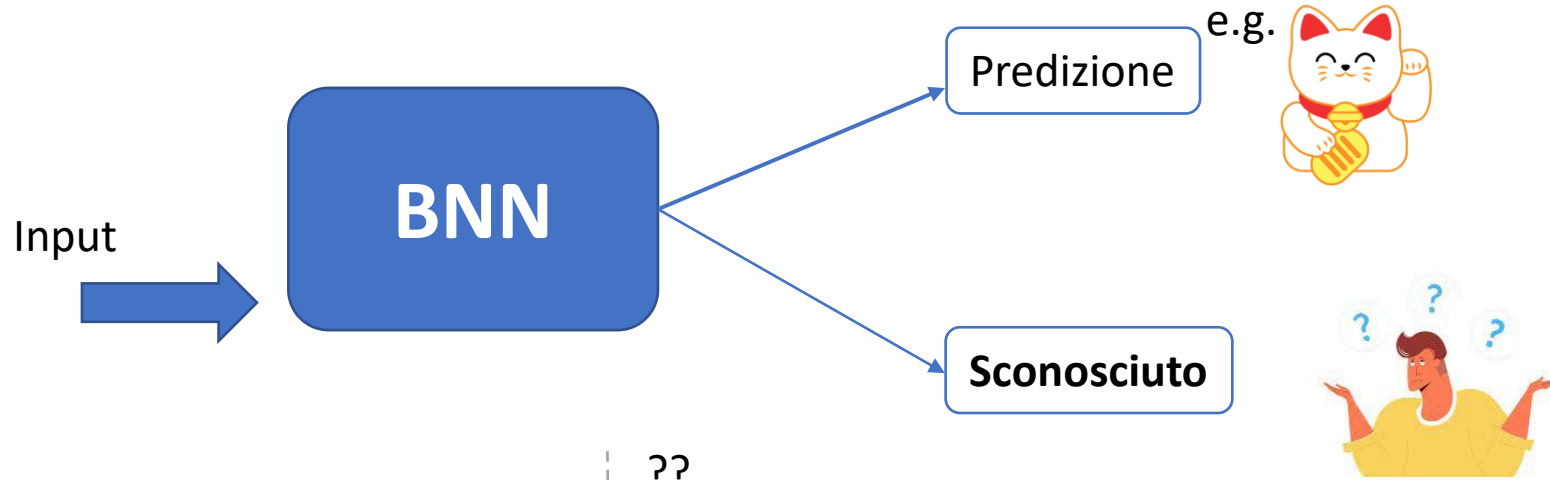 e.g.
Predizione
BNN
Input
? ? ?
Sconosciuto
??